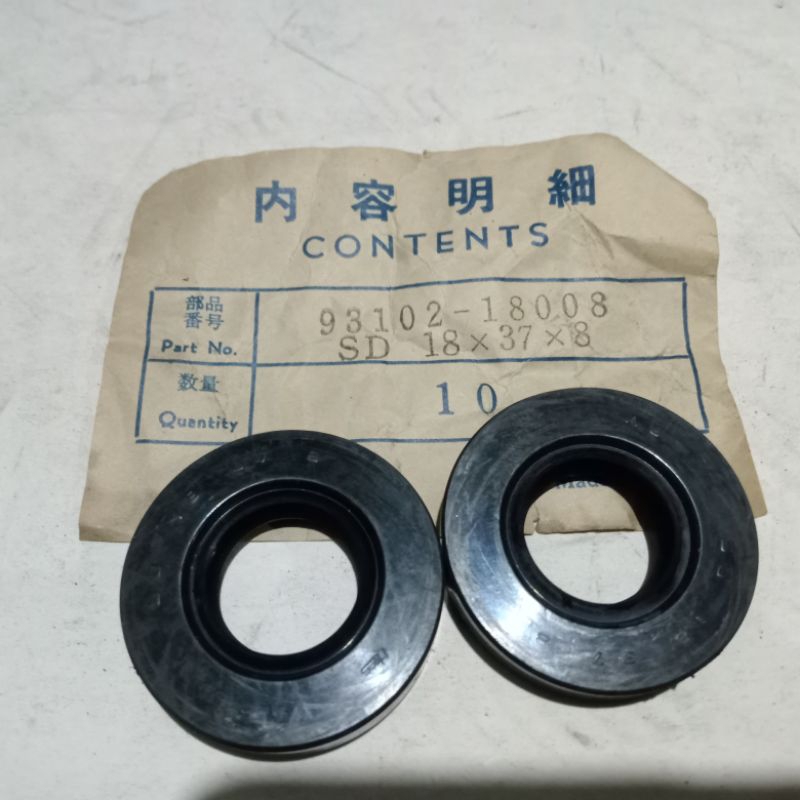 内容明細
CONTENTS
部品
番号
Part No.
93102-18008
SD 18×37×8
数量
Quantity
10